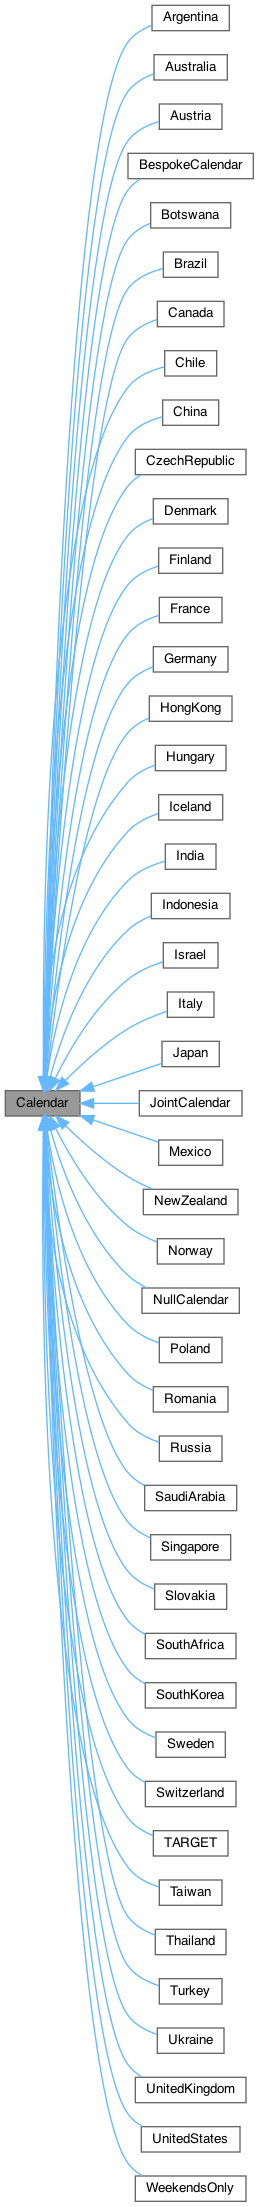 Argentina
Australia
Austria
BespokeCalendar
Botswana
Brazil
Canada
Chile
China
CzechRepublic
Denmark
Finland
France
Germany
HongKong
Hungary
Iceland
India
Indonesia
Israel
Italy
Japan
Calendar
JointCalendar
Mexico
NewZealand
Norway
NullCalendar
Poland
Romania
Russia
SaudiArabia
Singapore
Slovakia
SouthAfrica
SouthKorea
Sweden
Switzerland
TARGET
Taiwan
Thailand
Turkey
Ukraine
UnitedKingdom
UnitedStates
WeekendsOnly